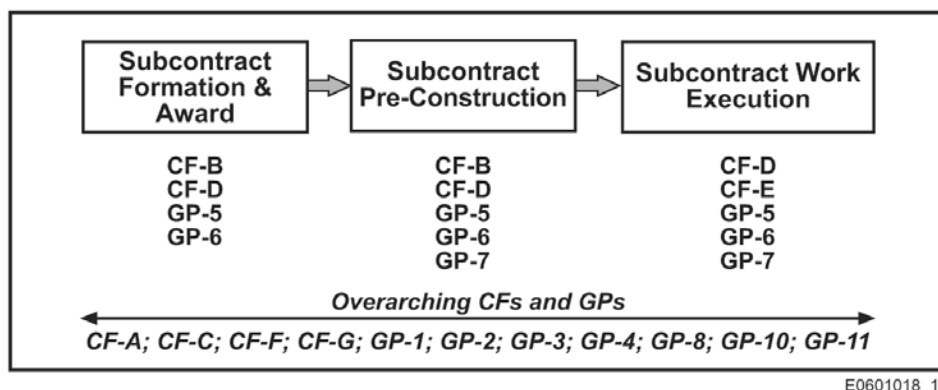 Subcontract
Formation &
Award
Subcontract
Pre-Construction
Subcontract Work
Execution
CF-B
CF-D
GP-5
GP-6
CF-B
CF-D
GP-5
GP-6
GP-7
CF-D
CF-E
GP-5
GP-6
GP-7
Overarching CFs and GPs
CF-A; CF-C; CF-F; CF-G; GP-1; GP-2; GP-3; GP-4; GP-8; GP-10; GP-11
E0601018_1